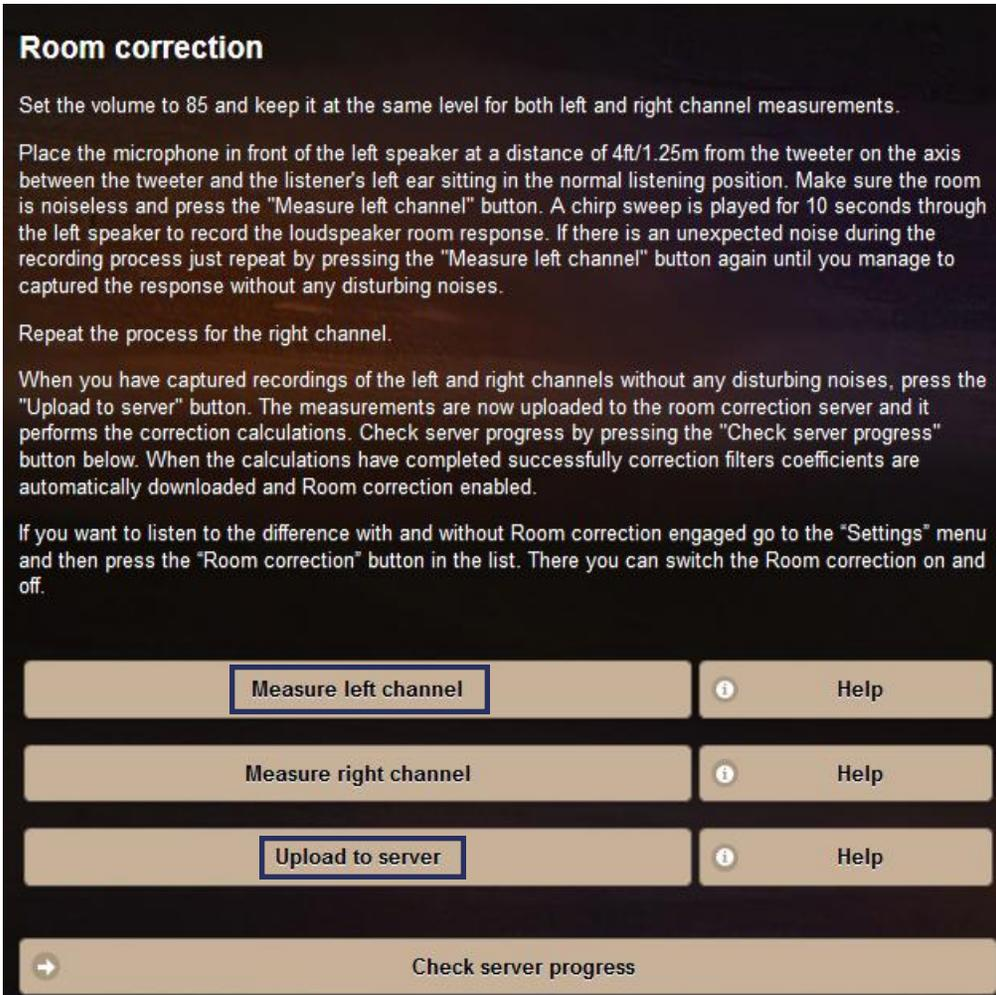 Room correction
Set the volume to 85 and keep it at the same level for both left and right channel measurements.
Place the microphone in front of the left speaker at a distance of 4ft/1.25m from the tweeter on the axis
between the tweeter and the listener's left ear sitting in the normal listening position. Make sure the room
is noiseless and press the "Measure left channel" button. A chirp sweep is played for 10 seconds through
the left speaker to record the loudspeaker room response. If there is an unexpected noise during the
recording process just repeat by pressing the "Measure left channel" button again until you manage to
captured the response without any disturbing noises.
Repeat the process for the right channel.
When you have captured recordings of the left and right channels without any disturbing noises, press the
"Upload to server" button. The measurements are now uploaded to the room correction server and it
performs the correction calculations. Check server progress by pressing the "Check server progress"
button below. When the calculations have completed successfully correction filters coefficients are
automatically downloaded and Room correction enabled.
If you want to listen to the difference with and without Room correction engaged go to the “Settings” menu
and then press the “Room correction” button in the list. There you can switch the Room correction on and
off.
Measure left channel Help
Measure right channel Help
Upload to server Help
Check server progress